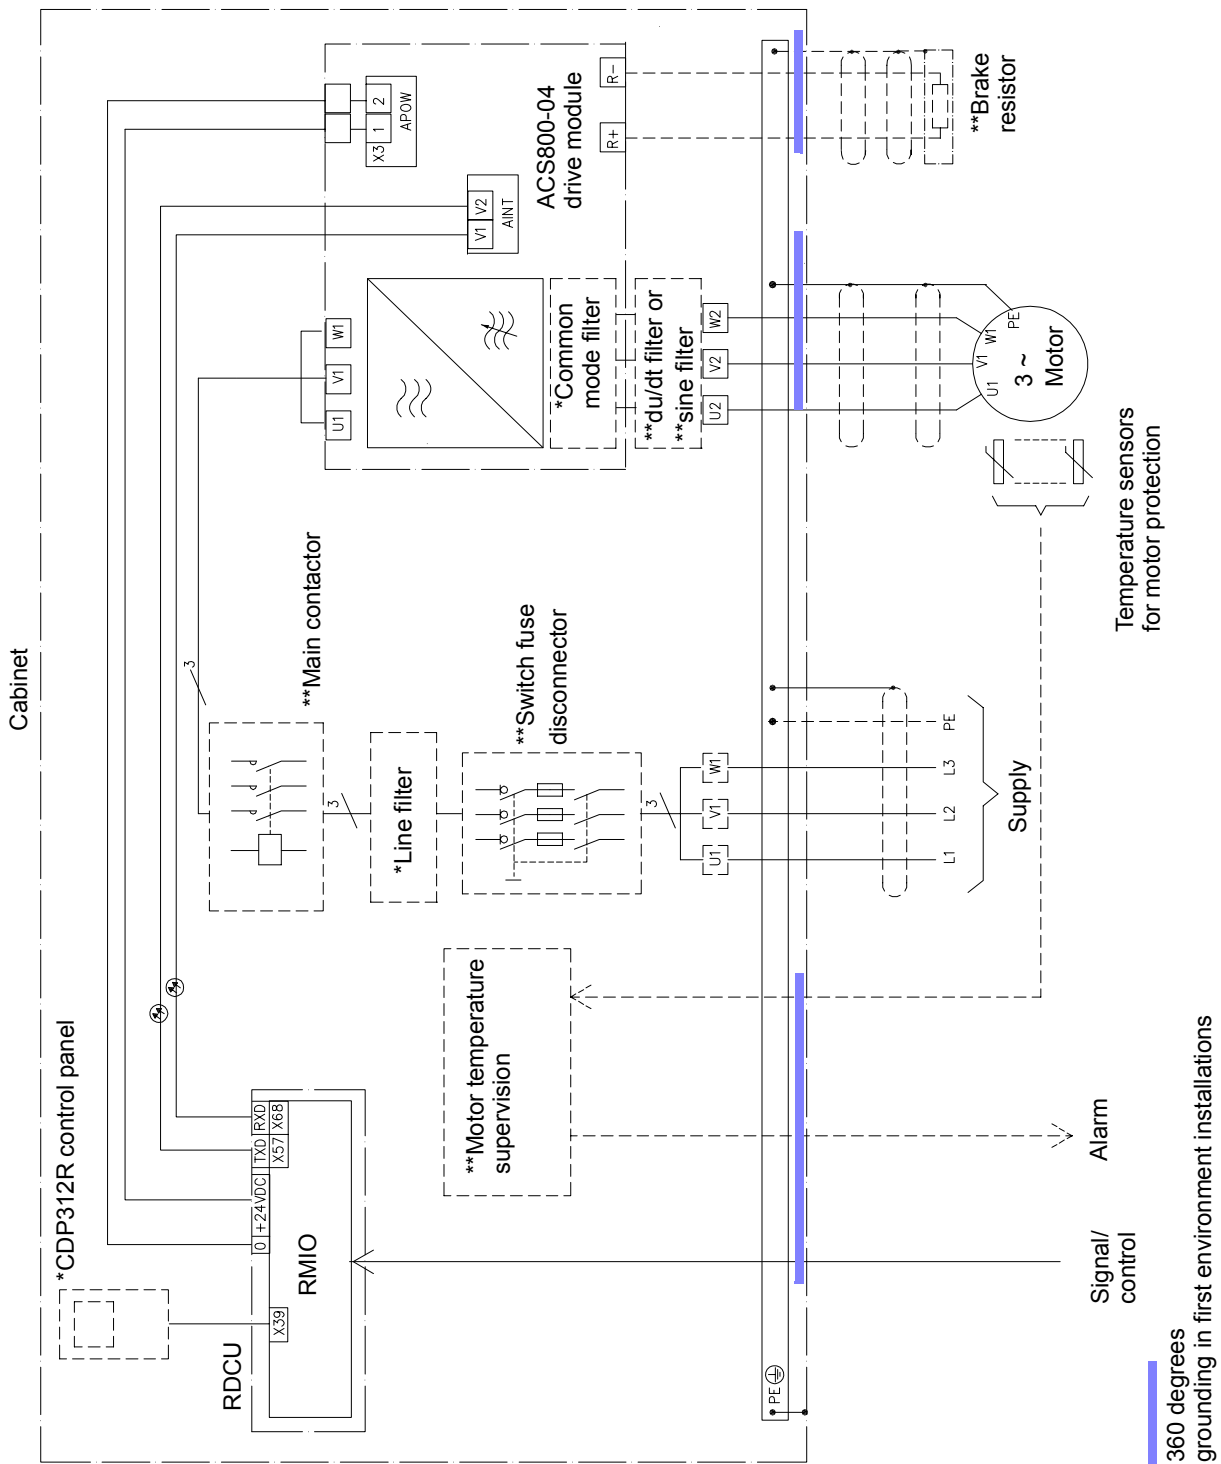 Cabinet
*CDP312R control panel
RDCU
X39
RMIO
0
+24VDC
TXD
RXD
X57
X68
3
**Main contactor
3
*Line filter
**Switch fuse
disconnector
3
U1
V1
W1
L1
L2
L3
PE
Supply
**Motor temperature
supervision
U1
V1
W1
*Common
mode filter
**du/dt filter or
**sine filter
U2
V2
W2
V1
V2
AINT
X3
1
2
APOW
ACS800-04
drive module
R+
R-
**Brake
resistor
U1
V1
W1
PE
3 ~
Motor
Temperature sensors
for motor protection
PE
Signal/
control
Alarm
360 degrees
grounding in first environment installations